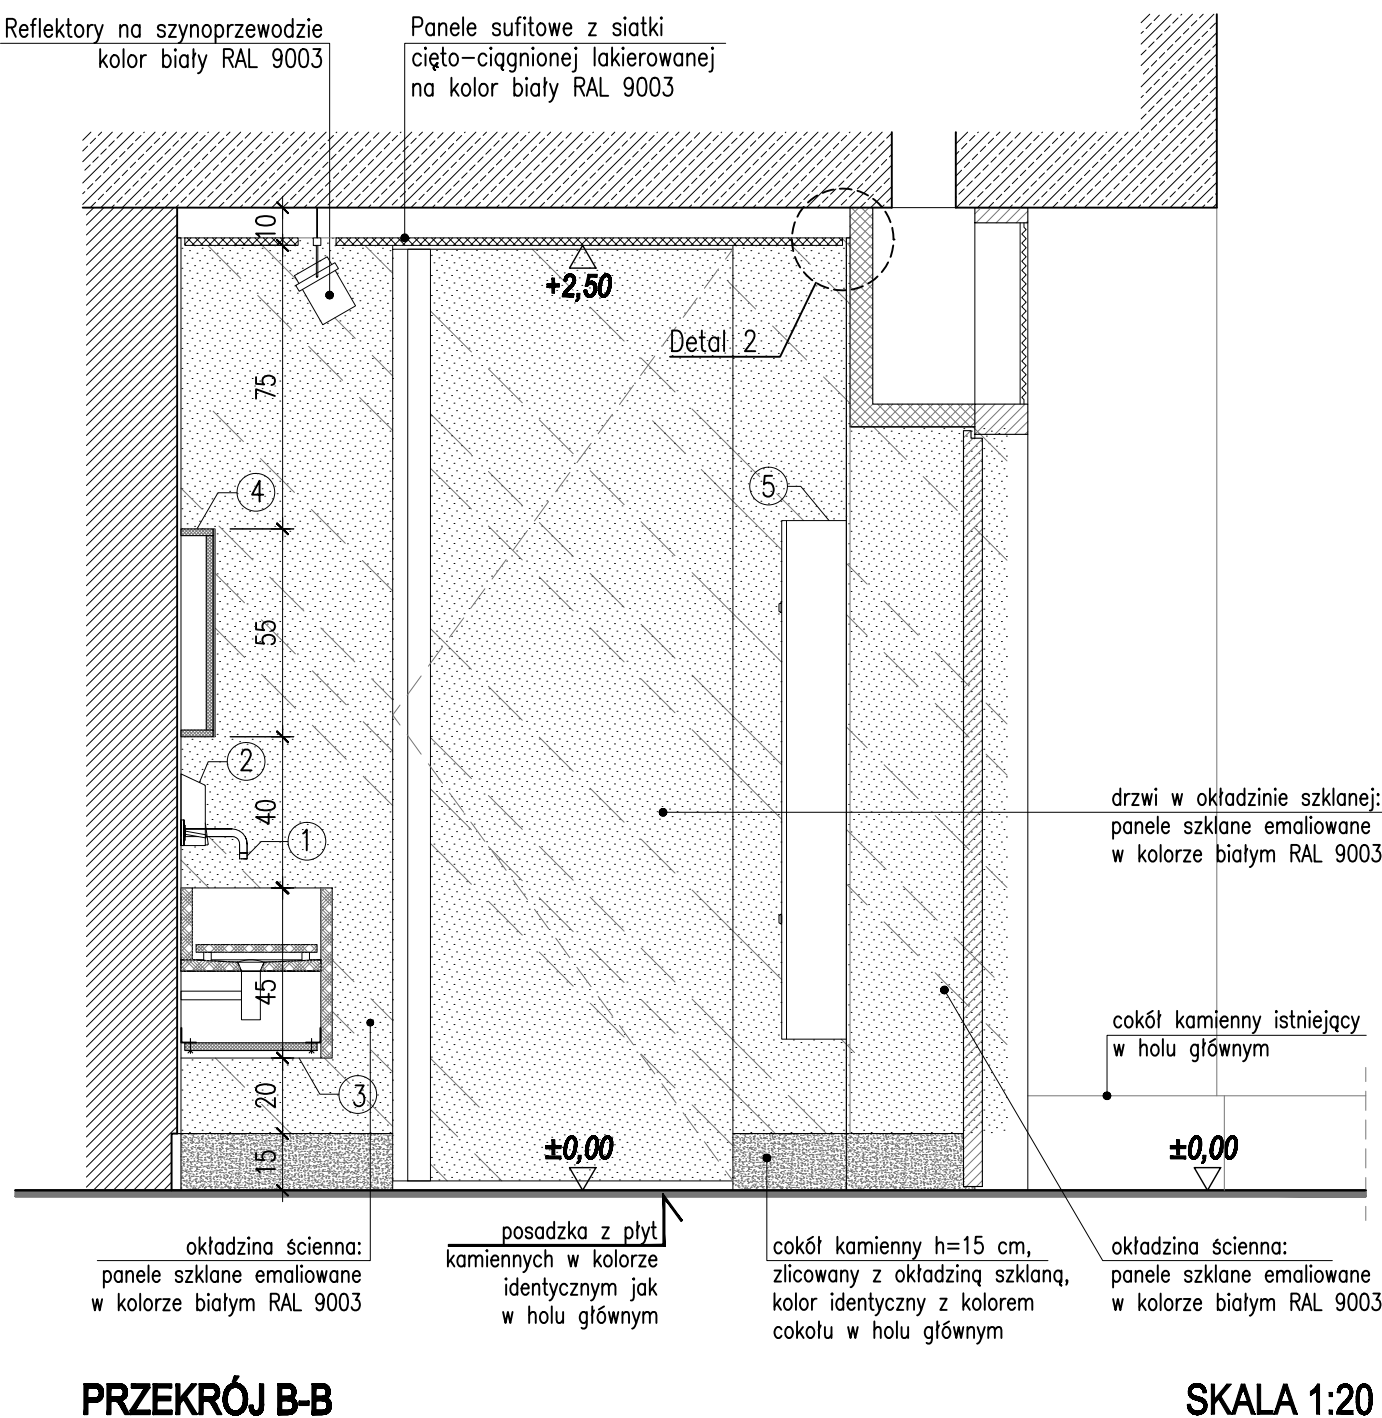 Reflektory na szynoprzewodzie
kolor biały RAL 9003
Panele sufitowe z siatki
cięto-ciągnionej lakierowanej
na kolor biały RAL 9003
10
+2,50
Detal 2
75
4
5
55
2
40
1
drzwi w okładzinie szklanej:
panele szklane emaliowane
w kolorze białym RAL 9003
45
cokół kamienny istniejący
w holu głównym
3
20
±0,00
±0,00
15
okładzina ścienna:
panele szklane emaliowane
w kolorze białym RAL 9003
posadzka z płyt
kamiennych w kolorze
identycznym jak
w holu głównym
cokół kamienny h=15 cm,
zlicowany z okładziną szklaną,
kolor identyczny z kolorem
cokołu w holu głównym
okładzina ścienna:
panele szklane emaliowane
w kolorze białym RAL 9003
PRZEKRÓJ B-B
SKALA 1:20